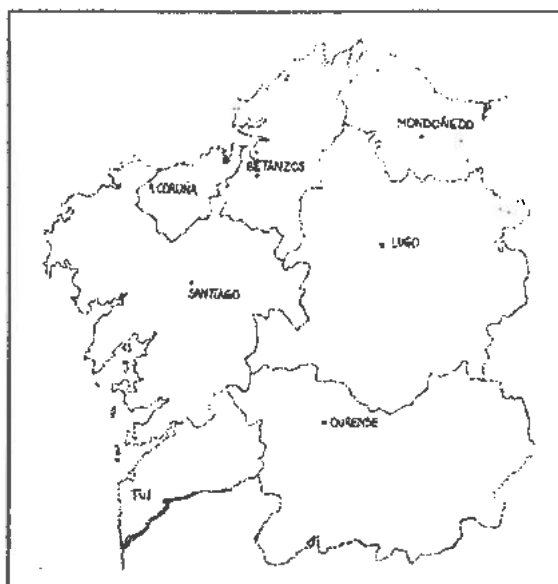 MONDOÑEDO
BETANZOS
A CORUÑA
LUGO
SANTIAGO
OURENSE
TUI